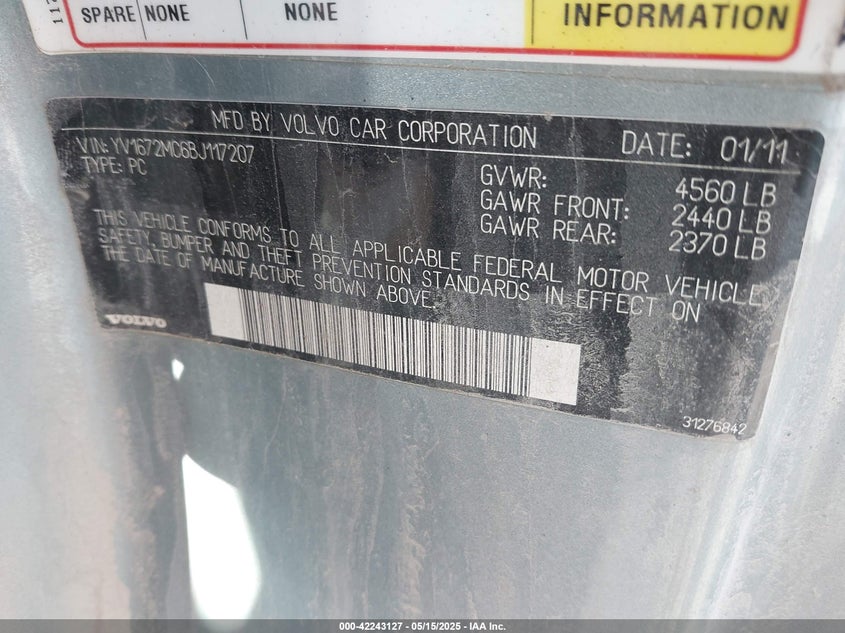 117
SPARE NONE NONE
INFORMATION
MFD BY VOLVO CAR CORPORATION DATE: 01/11
VIN: YV1672MC6BJ117207
TYPE: PC
GVWR: 4560 LB
GAWR FRONT: 2440 LB
GAWR REAR: 2370 LB
THIS VEHICLE CONFORMS TO ALL APPLICABLE FEDERAL MOTOR VEHICLE
SAFETY, BUMPER, AND THEFT PREVENTION STANDARDS IN EFFECT ON
THE DATE OF MANUFACTURE SHOWN ABOVE.
VOLVO
31276842
000-42243127 - 05/15/2025 - IAA Inc.